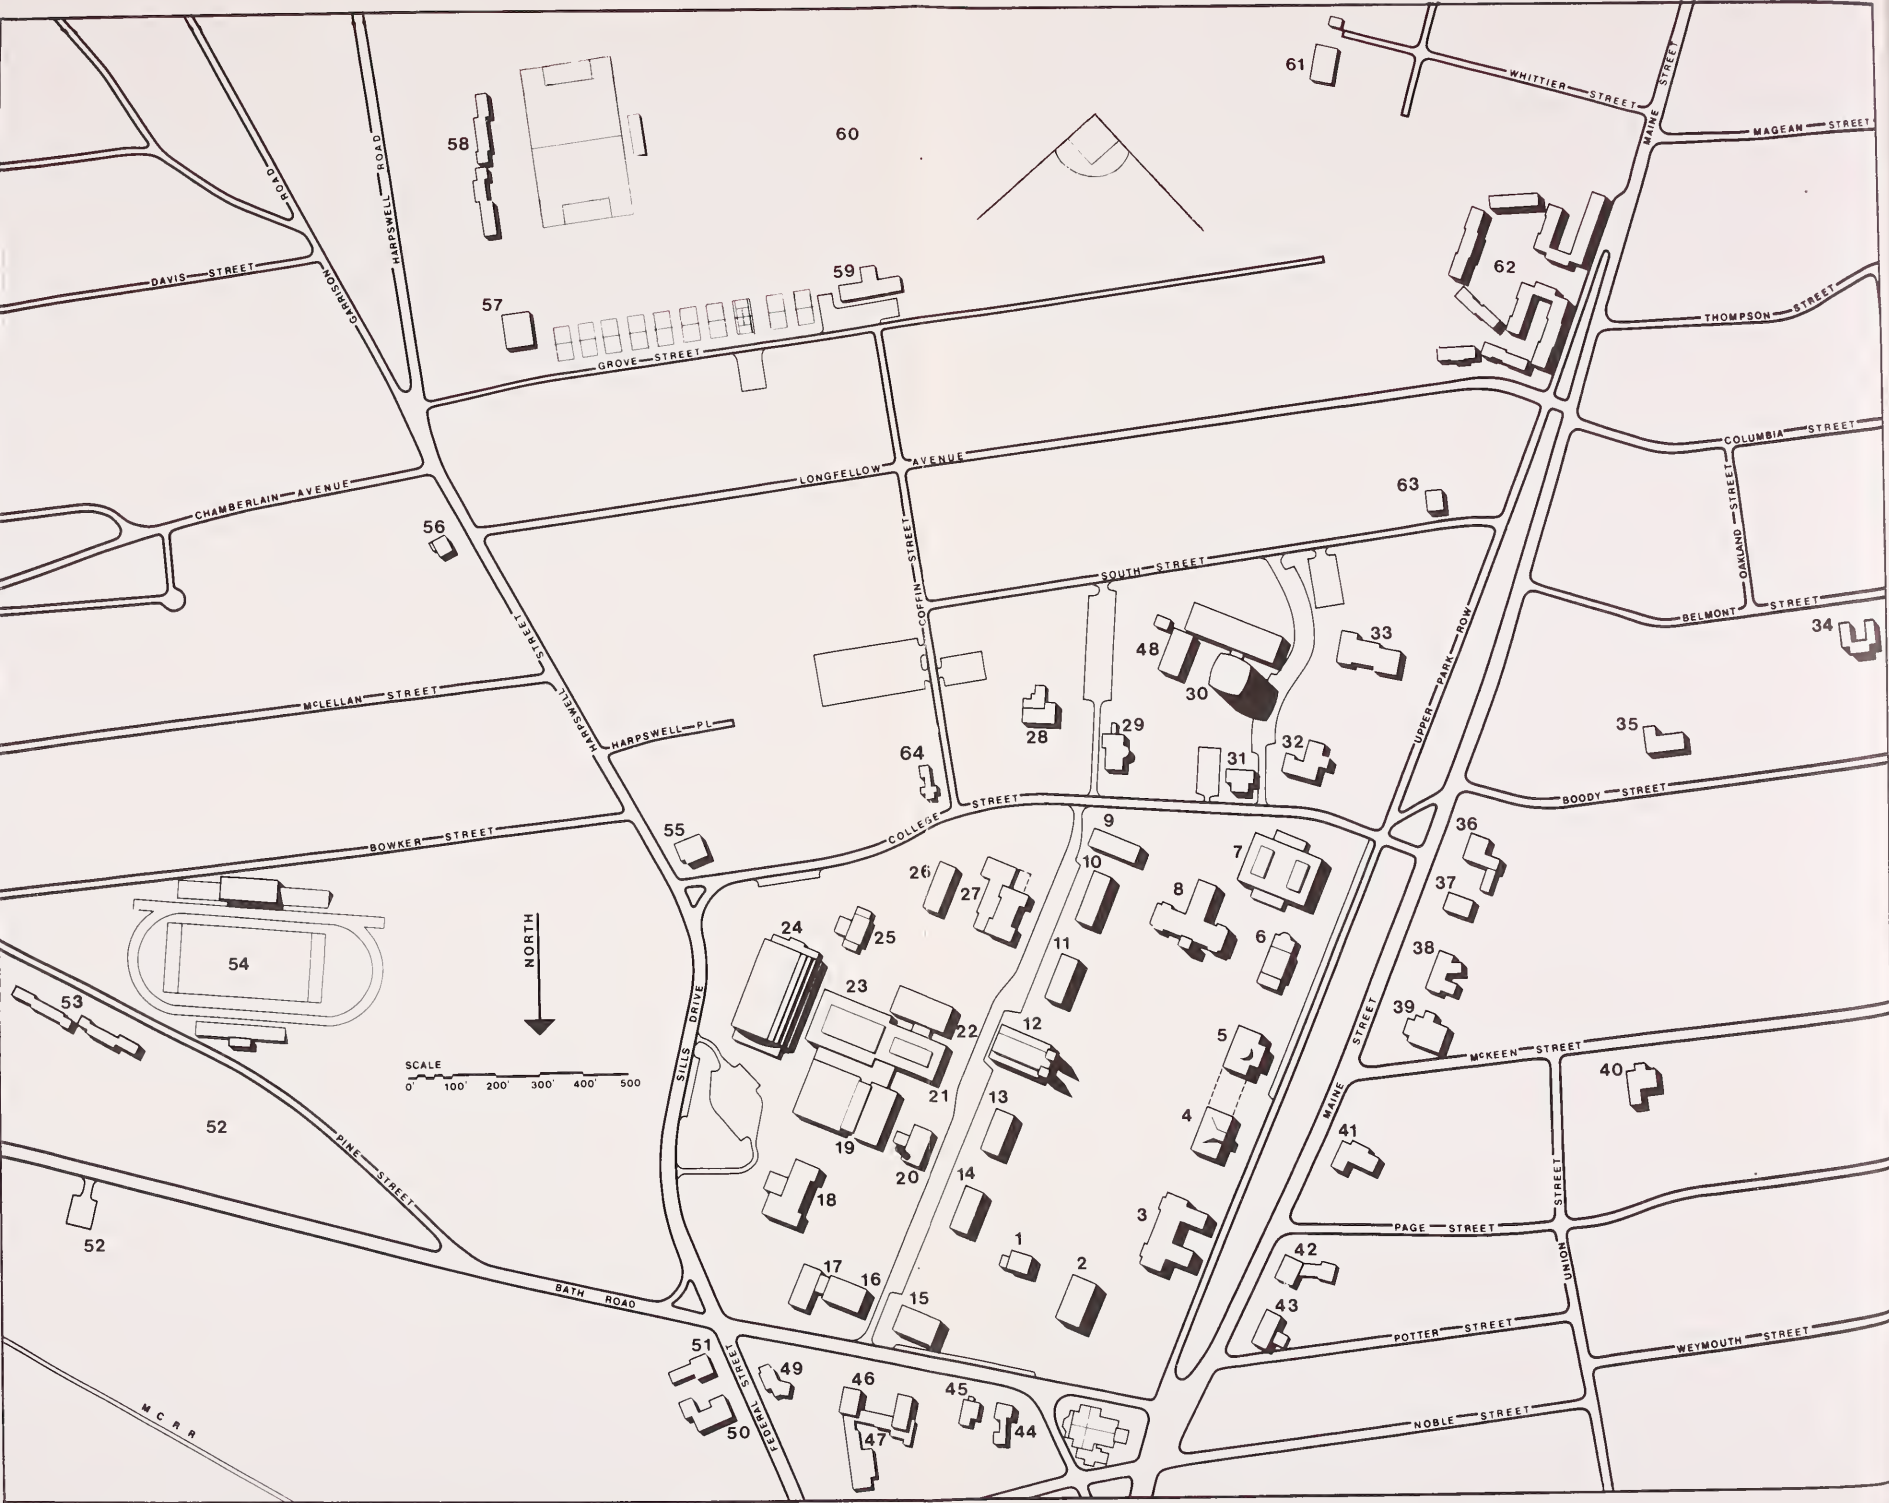 61
WHITTIER STREET
MAINE STREET
MAGEAN STREET
60
58
ROAD
HARPSWELL ROAD
62
DAVIS STREET
GARRISON
59
57
THOMPSON STREET
GROVE STREET
COLUMBIA STREET
LONGFELLOW AVENUE
OAKLAND STREET
CHAMBERLAIN AVENUE
63
56
COFFIN STREET
SOUTH STREET
BELMONT STREET
34
33
48
30
UPPER PARK ROW
HARPSWELL STREET
MCLELLAN STREET
HARPSWELL PL
28
29
35
32
31
64
COLLEGE STREET
BOODY STREET
55
BOWKER STREET
36
9
10
7
26
27
8
37
24
25
6
NORTH
11
38
54
53
23
22
12
39
5
SILLS DRIVE
MAINE STREET
MCKEEN STREET
SCALE
0' 100' 200' 300' 400' 500
40
21
13
4
52
19
20
41
PINE STREET
14
18
3
PAGE STREET
UNION STREET
52
1
2
42
17
16
15
43
BATH ROAD
POTTER STREET
WEYMOUTH STREET
51
49
46
45
FEDERAL STREET
50
47
44
NOBLE STREET
M C R R